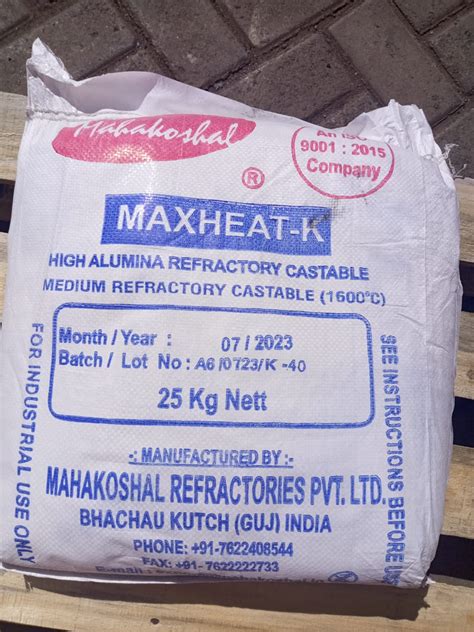 Mahakoshal
®
An ISO
9001 : 2015
Company
MAXHEAT-K
HIGH ALUMINA REFRACTORY CASTABLE
MEDIUM REFRACTORY CASTABLE (1600°C)
Month / Year : 07 / 2023
Batch / Lot No : A6/0723/K -40
25 Kg Nett
FOR INDUSTRIAL USE ONLY
SEE INSTRUCTIONS BEFORE USE
-: MANUFACTURED BY :-
MAHAKOSHAL REFRACTORIES PVT. LTD.
BHACHAU KUTCH (GUJ) INDIA
PHONE: +91-7622408544
FAX: +91- 7622222733